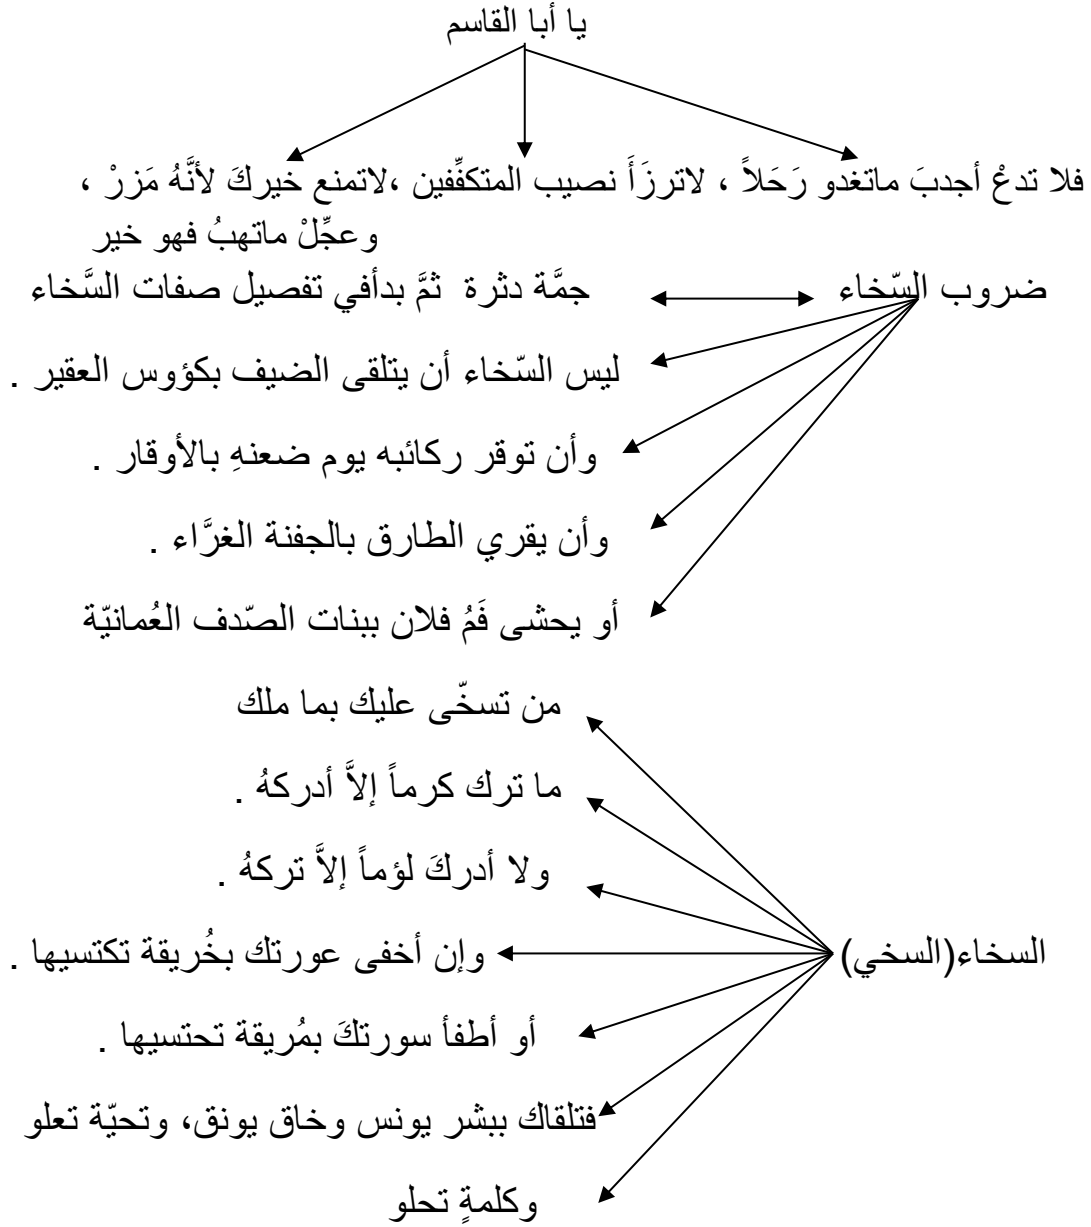 يا أبا القاسم
فلا تدعْ أجدبَ ماتغدو رَحَلاً ، لاترزَأَ نصيب المتكفِّفين ،لاتمنع خيركَ لأنَّهُ مَزرْ ،
وعجِّلْ ماتهبُ فهو خير
ضروب السّخاء جمَّة دثرة ثمَّ بدأفي تفصيل صفات السَّخاء
ليس السّخاء أن يتلقى الضيف بكؤوس العقير .
وأن توقر ركائبه يوم ضعنهِ بالأوقار .
وأن يقري الطارق بالجفنة الغرَّاء .
أو يحشى فَمُ فلان ببنات الصّدف العُمانيّة
من تسخّى عليك بما ملك
ما ترك كرماً إلاَّ أدركهُ .
ولا أدركَ لؤماً إلاَّ تركهُ .
السخاء(السخي) وإن أخفى عورتك بخُريقة تكتسيها .
أو أطفأ سورتكَ بمُريقة تحتسيها .
فتلقاك ببشر يونس وخاق يونق، وتحيّة تعلو
وكلمةٍ تحلو